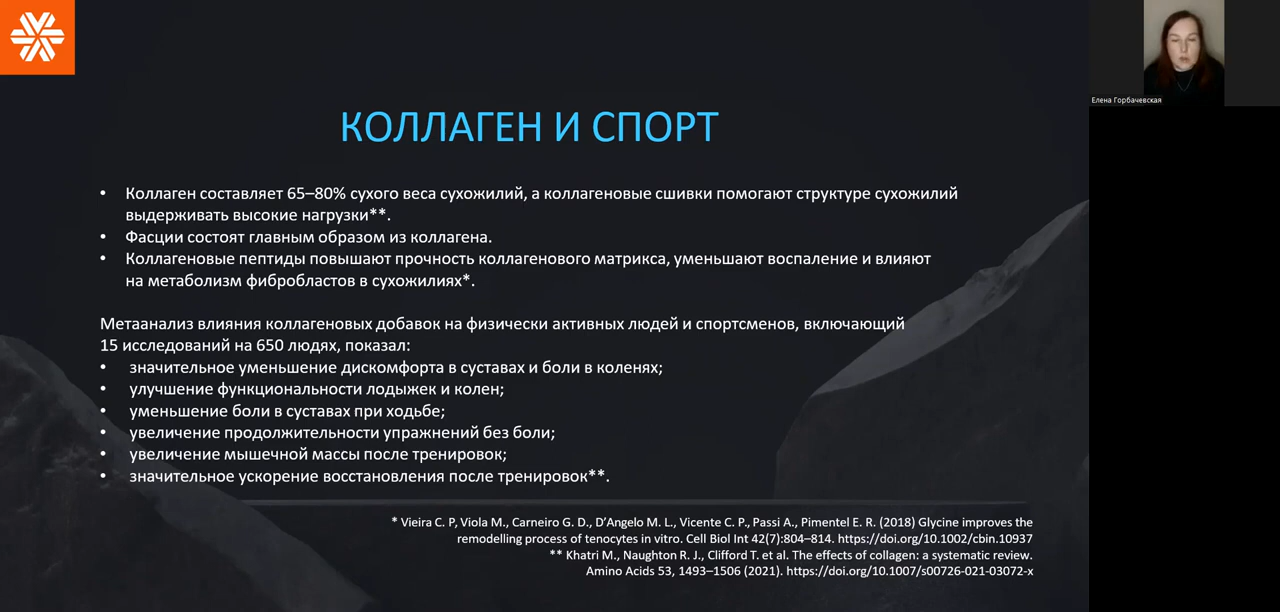 КОЛЛАГЕН И СПОРТ
• Коллаген составляет 65–80% сухого веса сухожилий, а коллагеновые сшивки помогают структуре сухожилий
выдерживать высокие нагрузки**.
• Фасции состоят главным образом из коллагена.
• Коллагеновые пептиды повышают прочность коллагенового матрикса, уменьшают воспаление и влияют
на метаболизм фибробластов в сухожилиях*.
Метаанализ влияния коллагеновых добавок на физически активных людей и спортсменов, включающий
15 исследований на 650 людях, показал:
• значительное уменьшение дискомфорта в суставах и боли в коленях;
• улучшение функциональности лодыжек и колен;
• уменьшение боли в суставах при ходьбе;
• увеличение продолжительности упражнений без боли;
• увеличение мышечной массы после тренировок;
• значительное ускорение восстановления после тренировок**.
* Vieira C. P, Viola M., Carneiro G. D., D’Angelo M. L., Vicente C. P., Passi A., Pimentel E. R. (2018) Glycine improves the
remodelling process of tenocytes in vitro. Cell Biol Int 42(7):804–814. https://doi.org/10.1002/cbin.10937
** Khatri M., Naughton R. J., Clifford T. et al. The effects of collagen: a systematic review.
Amino Acids 53, 1493–1506 (2021). https://doi.org/10.1007/s00726-021-03072-x
Елена Горбачевская